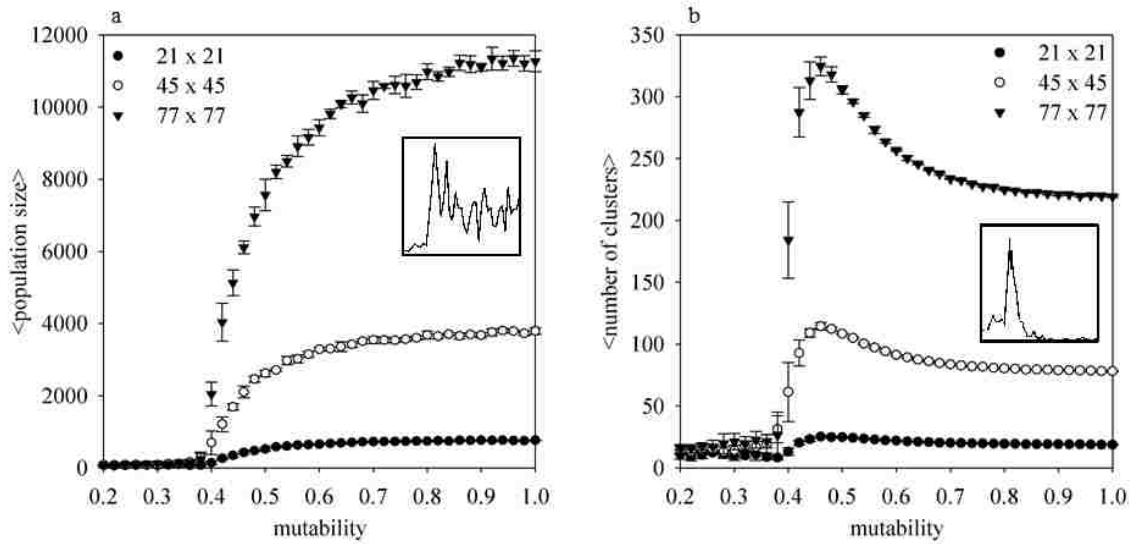 a
12000
10000
8000
6000
4000
2000
0
<population size>
21 x 21
45 x 45
77 x 77
0.2 0.3 0.4 0.5 0.6 0.7 0.8 0.9 1.0
mutability
b
350
300
250
200
150
100
50
0
<number of clusters>
21 x 21
45 x 45
77 x 77
0.2 0.3 0.4 0.5 0.6 0.7 0.8 0.9 1.0
mutability